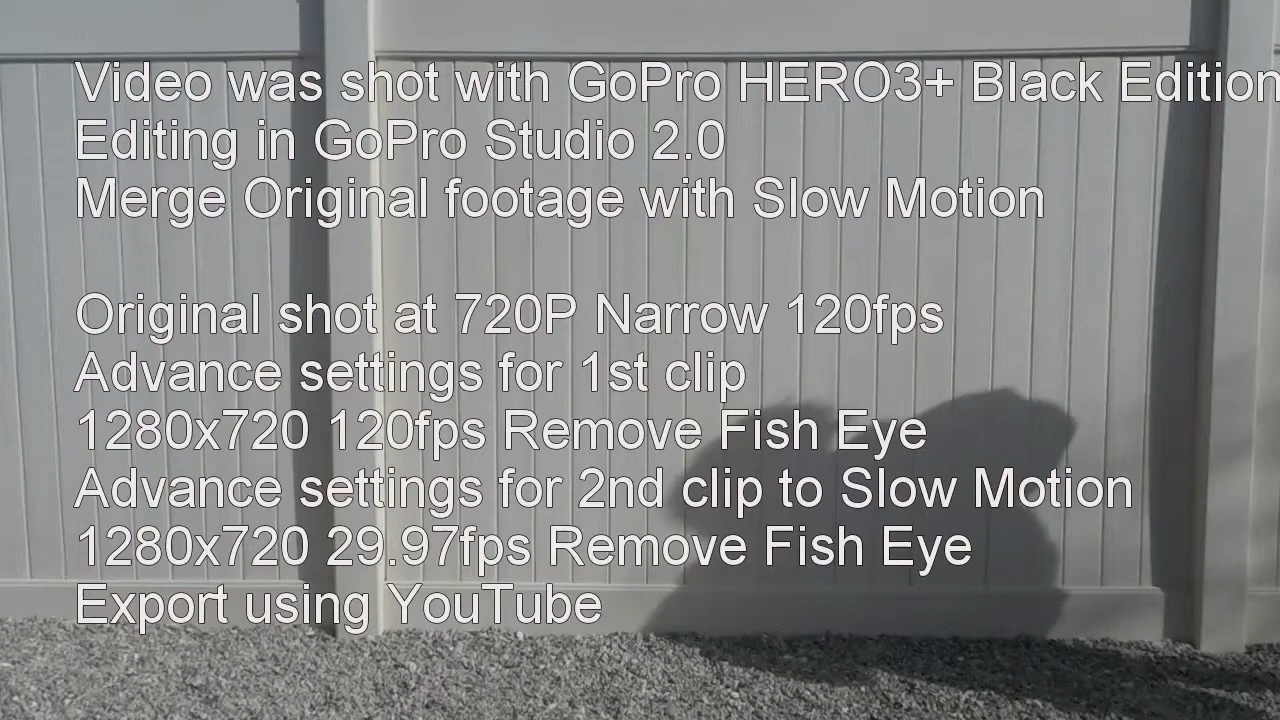 Video was shot with GoPro HERO3+ Black Edition
Editing in GoPro Studio 2.0
Merge Original footage with Slow Motion
Original shot at 720P Narrow 120fps
Advance settings for 1st clip
1280x720 120fps Remove Fish Eye
Advance settings for 2nd clip to Slow Motion
1280x720 29.97fps Remove Fish Eye
Export using YouTube